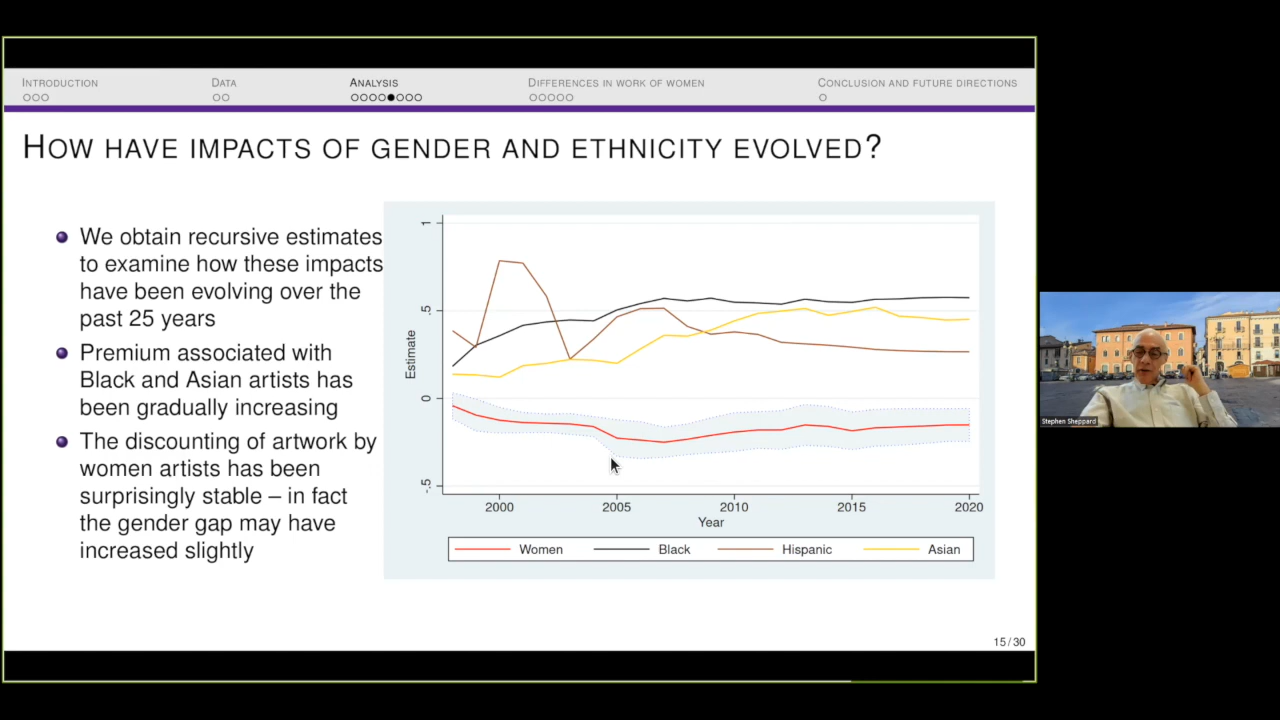 INTRODUCTION
DATA
ANALYSIS
DIFFERENCES IN WORK OF WOMEN
CONCLUSION AND FUTURE DIRECTIONS
HOW HAVE IMPACTS OF GENDER AND ETHNICITY EVOLVED?
We obtain recursive estimates
to examine how these impacts
have been evolving over the
past 25 years
Premium associated with
Black and Asian artists has
been gradually increasing
The discounting of artwork by
women artists has been
surprisingly stable – in fact
the gender gap may have
increased slightly
Estimate
1
.5
0
-.5
2000 2005 2010 2015 2020
Year
Women Black Hispanic Asian
15 / 30
Stephen Sheppard